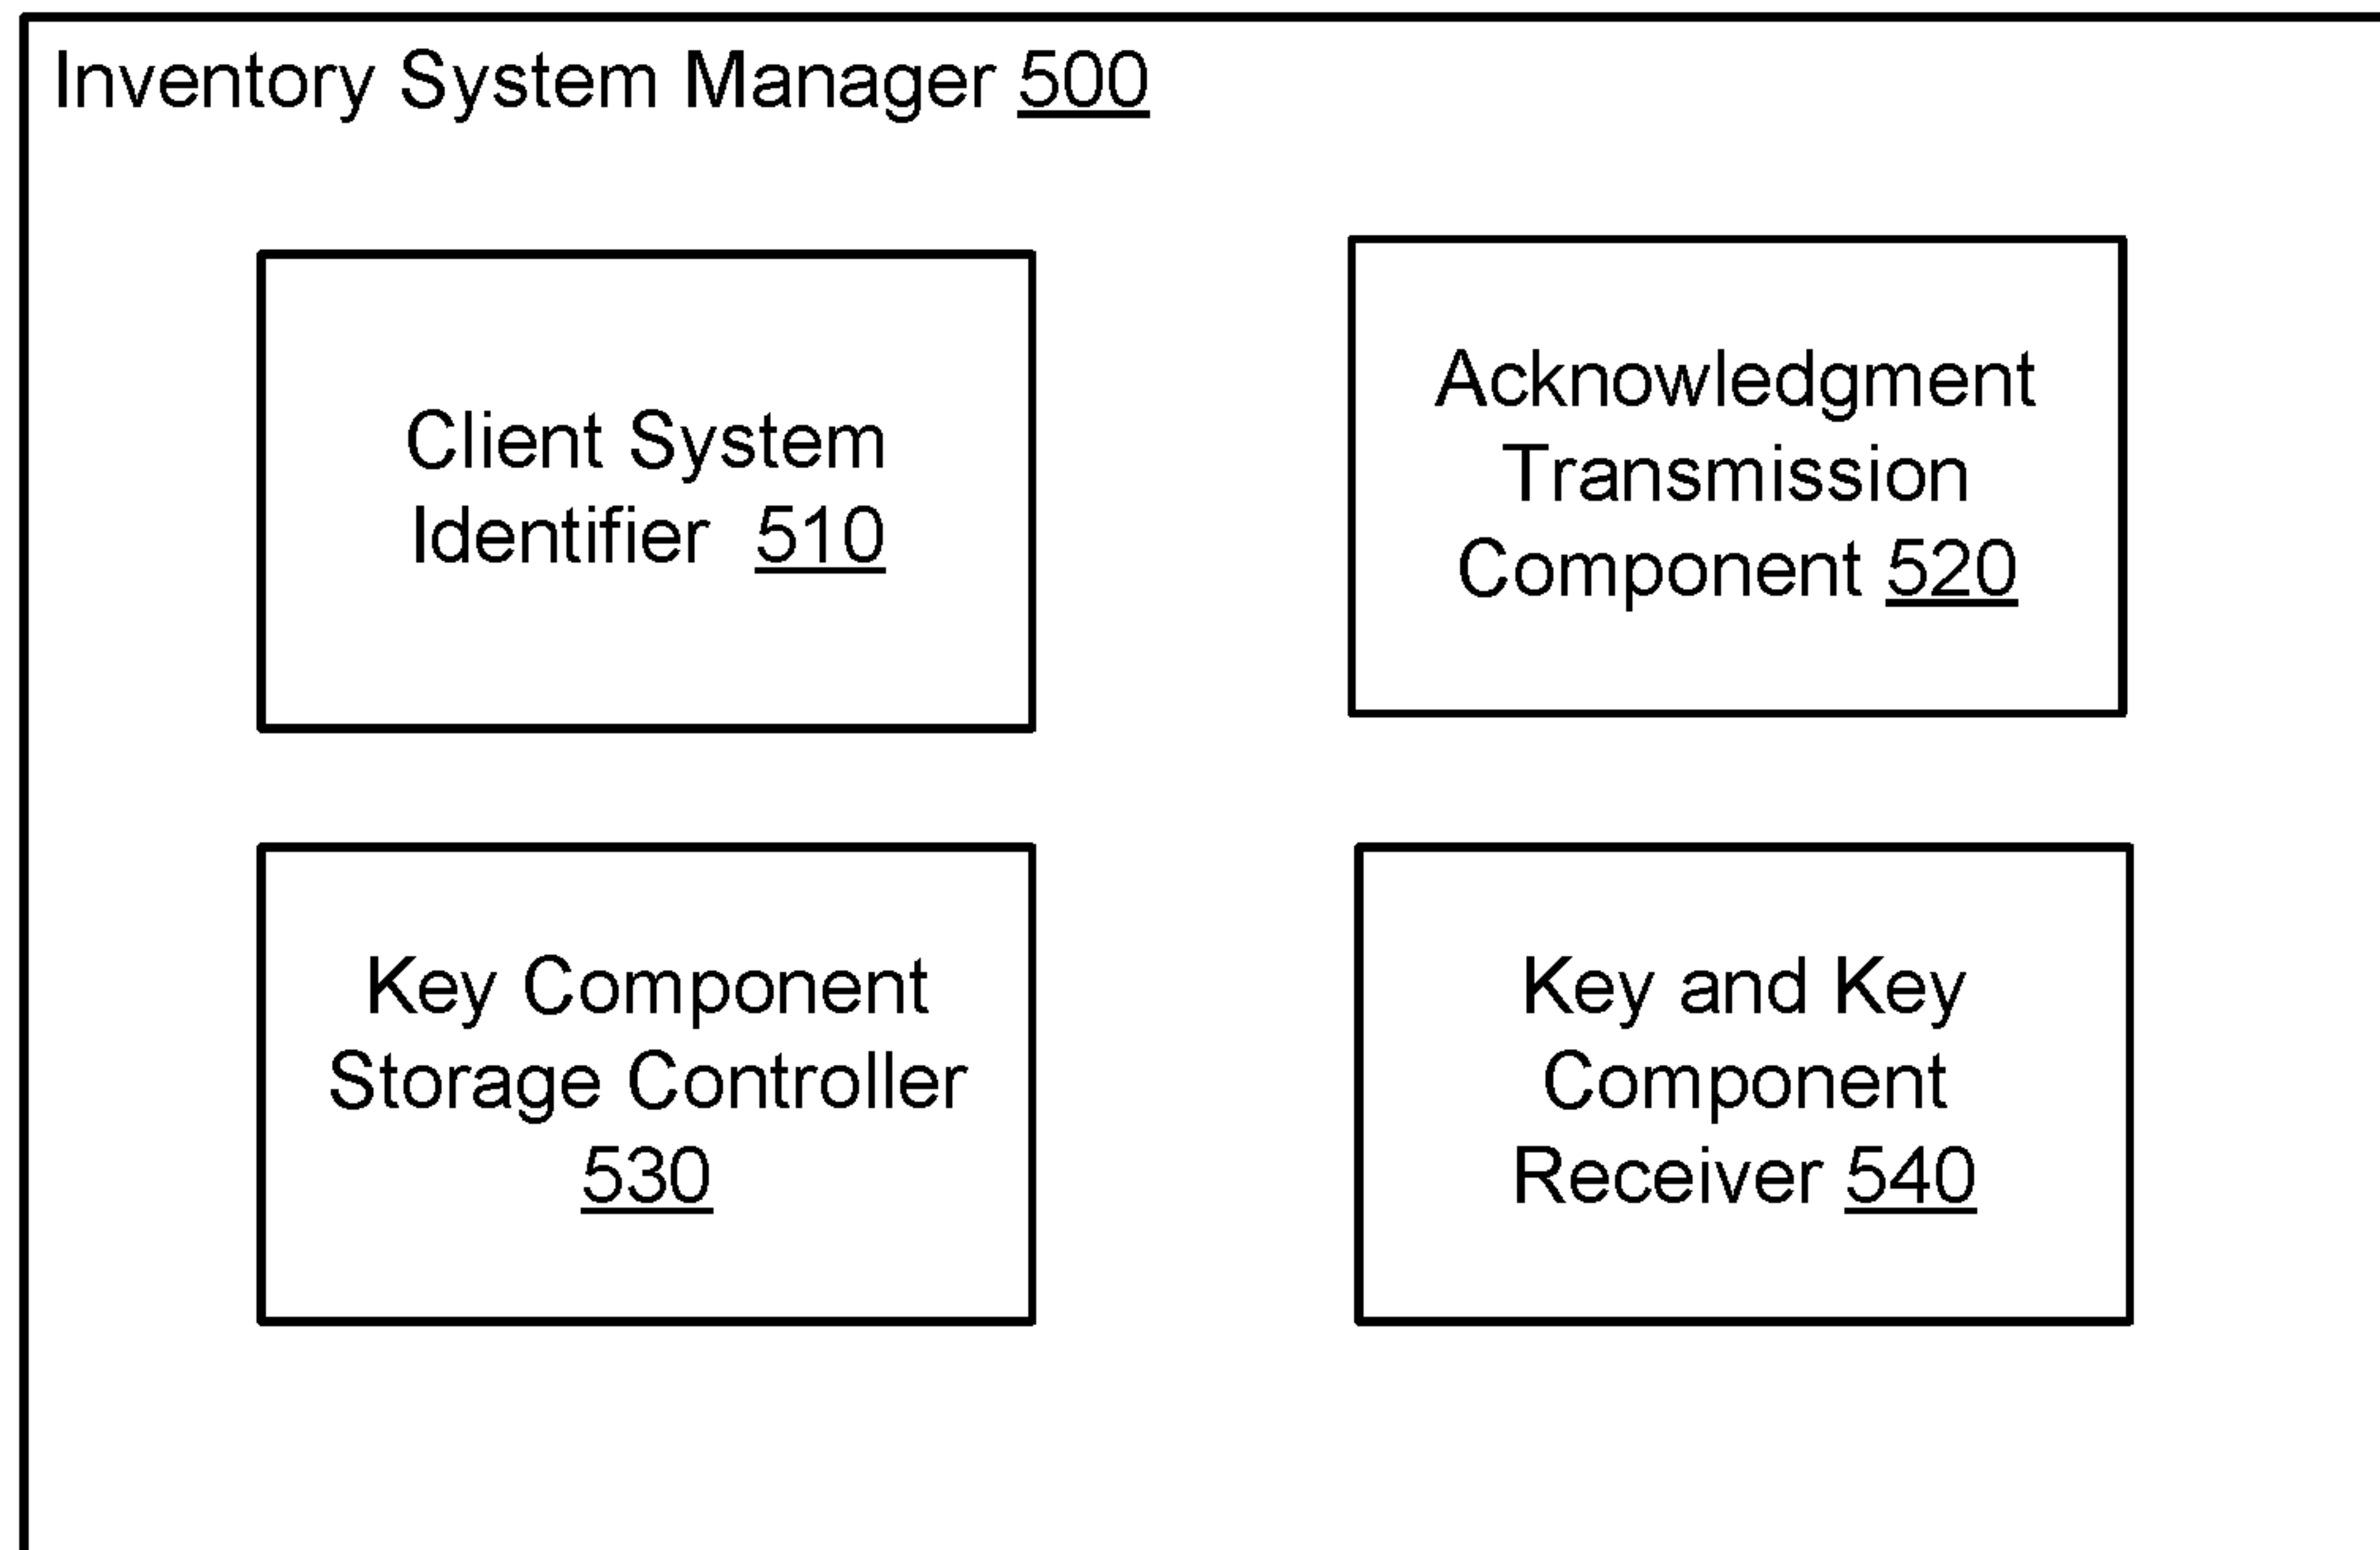 Inventory System Manager 500
Client System
Identifier 510
Acknowledgment
Transmission
Component 520
Key Component
Storage Controller
530
Key and Key
Component
Receiver 540